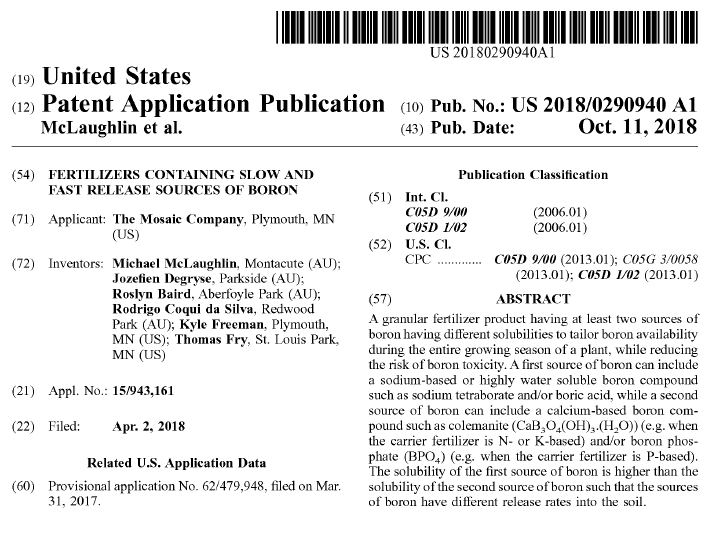 US 20180290940A1
(19) United States
(12) Patent Application Publication
McLaughlin et al.
(10) Pub. No.: US 2018/0290940 A1
(43) Pub. Date: Oct. 11, 2018
(54) FERTILIZERS CONTAINING SLOW AND
FAST RELEASE SOURCES OF BORON
(71) Applicant: The Mosaic Company, Plymouth, MN
(US)
(72) Inventors: Michael McLaughlin, Montacute (AU);
Jozefien Degryse, Parkside (AU);
Roslyn Baird, Aberfoyle Park (AU);
Rodrigo Coqui da Silva, Redwood
Park (AU); Kyle Freeman, Plymouth,
MN (US); Thomas Fry, St. Louis Park,
MN (US)
(21) Appl. No.: 15/943,161
(22) Filed: Apr. 2, 2018
Related U.S. Application Data
(60) Provisional application No. 62/479,948, filed on Mar.
31, 2017.
Publication Classification
(51) Int. Cl.
C05D 9/00 (2006.01)
C05D 1/02 (2006.01)
(52) U.S. Cl.
CPC ............. C05D 9/00 (2013.01); C05G 3/0058
(2013.01); C05D 1/02 (2013.01)
(57) ABSTRACT
A granular fertilizer product having at least two sources of
boron having different solubilities to tailor boron availability
during the entire growing season of a plant, while reducing
the risk of boron toxicity. A first source of boron can include
a sodium-based or highly water soluble boron compound
such as sodium tetraborate and/or boric acid, while a second
source of boron can include a calcium-based boron com-
pound such as colemanite (CaB₃O₄(OH)₃.(H₂O)) (e.g. when
the carrier fertilizer is N- or K-based) and/or boron phos-
phate (BPO₄) (e.g. when the carrier fertilizer is P-based).
The solubility of the first source of boron is higher than the
solubility of the second source of boron such that the sources
of boron have different release rates into the soil.